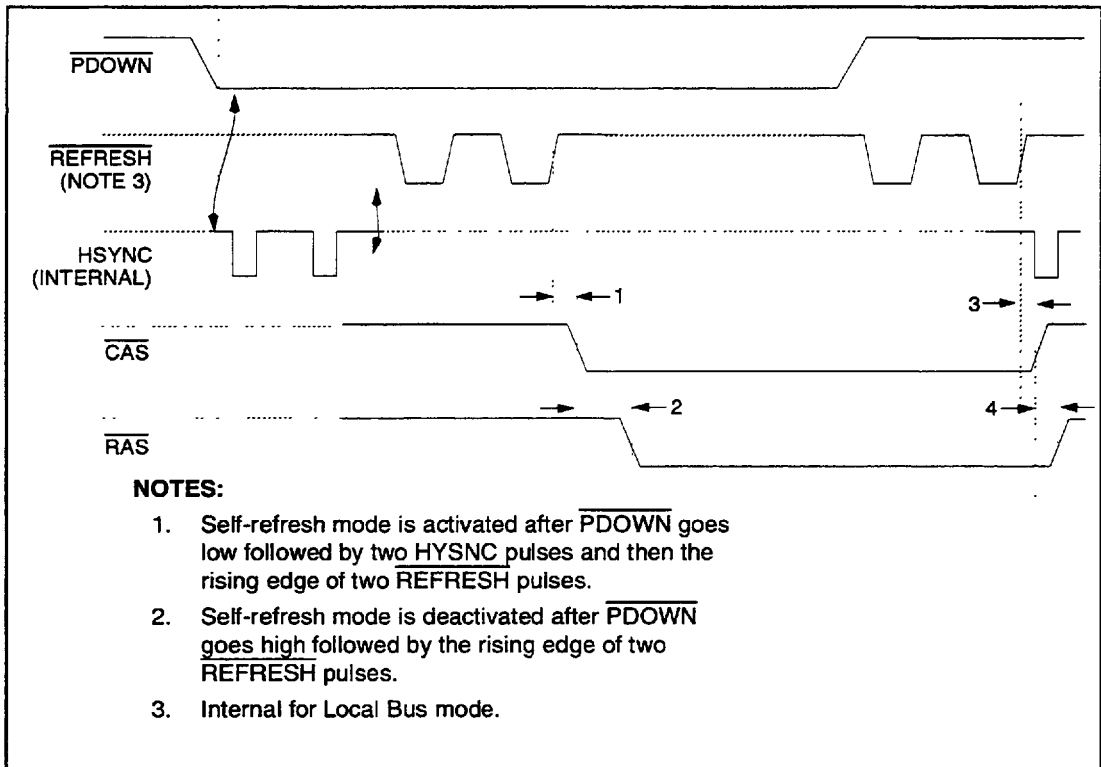 PDOWN
REFRESH
(NOTE 3)
HSYNC
(INTERNAL)
1
3
CAS
2
4
RAS
NOTES:
1. Self-refresh mode is activated after PDOWN goes
low followed by two HYSNC pulses and then the
rising edge of two REFRESH pulses.
2. Self-refresh mode is deactivated after PDOWN
goes high followed by the rising edge of two
REFRESH pulses.
3. Internal for Local Bus mode.